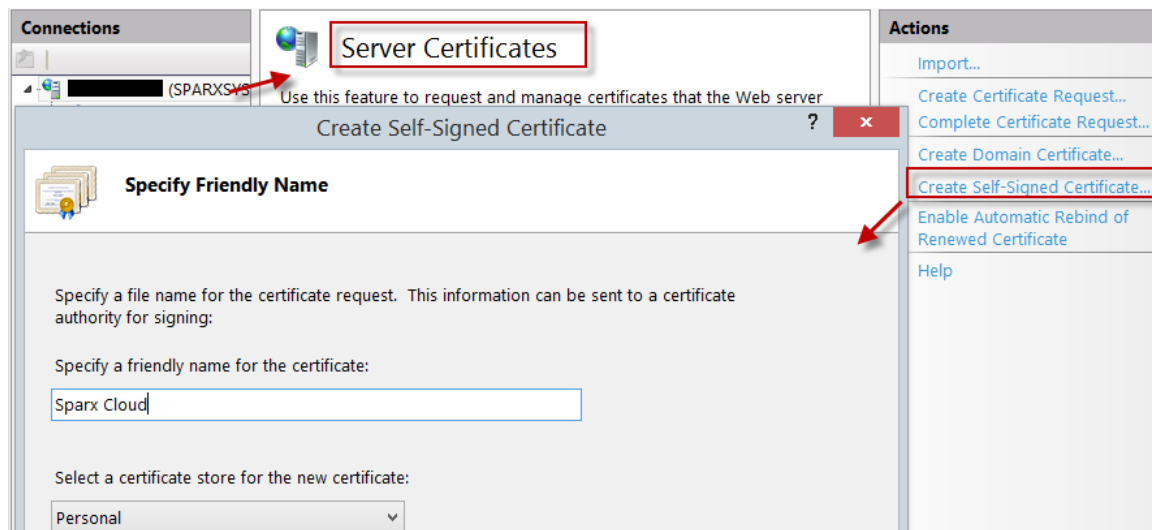 Connections
Server Certificates
(SPARXSYS
Use this feature to request and manage certificates that the Web server
Actions
Import...
Create Certificate Request...
Complete Certificate Request...
Create Domain Certificate...
Create Self-Signed Certificate...
Enable Automatic Rebind of
Renewed Certificate
Help
Create Self-Signed Certificate
?
x
Specify Friendly Name
Specify a file name for the certificate request. This information can be sent to a certificate
authority for signing:
Specify a friendly name for the certificate:
Sparx Cloud
Select a certificate store for the new certificate:
Personal